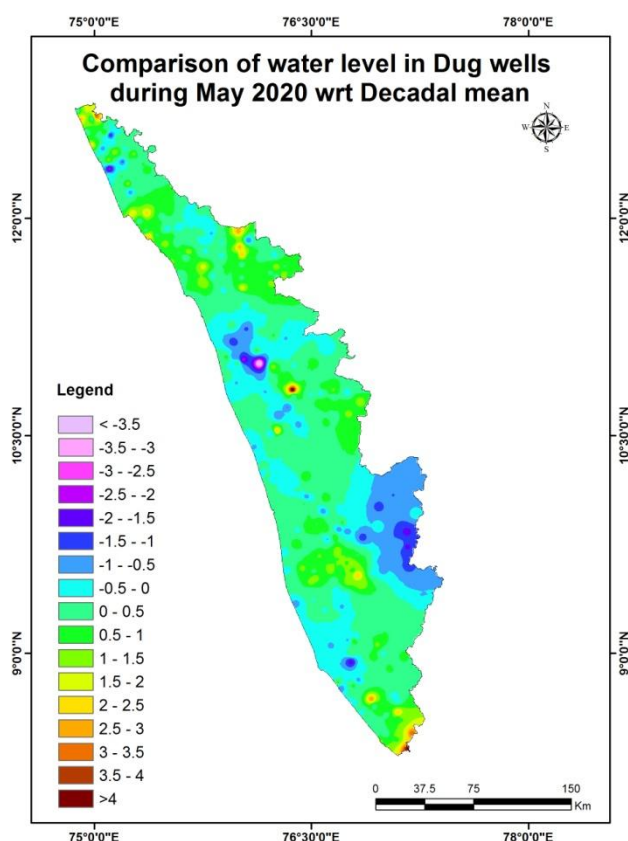 75°0'0"E 76°30'0"E 78°0'0"E
Comparison of water level in Dug wells
during May 2020 wrt Decadal mean
N
W E
S
12°0'0"N
12°0'0"N
Legend
< -3.5
-3.5 - -3
-3 - -2.5
-2.5 - -2
-2 - -1.5
-1.5 - -1
-1 - -0.5
-0.5 - 0
0 - 0.5
0.5 - 1
1 - 1.5
1.5 - 2
2 - 2.5
2.5 - 3
3 - 3.5
3.5 - 4
>4
10°30'0"N
10°30'0"N
9°0'0"N
9°0'0"N
0 37.5 75 150
Km
75°0'0"E 76°30'0"E 78°0'0"E